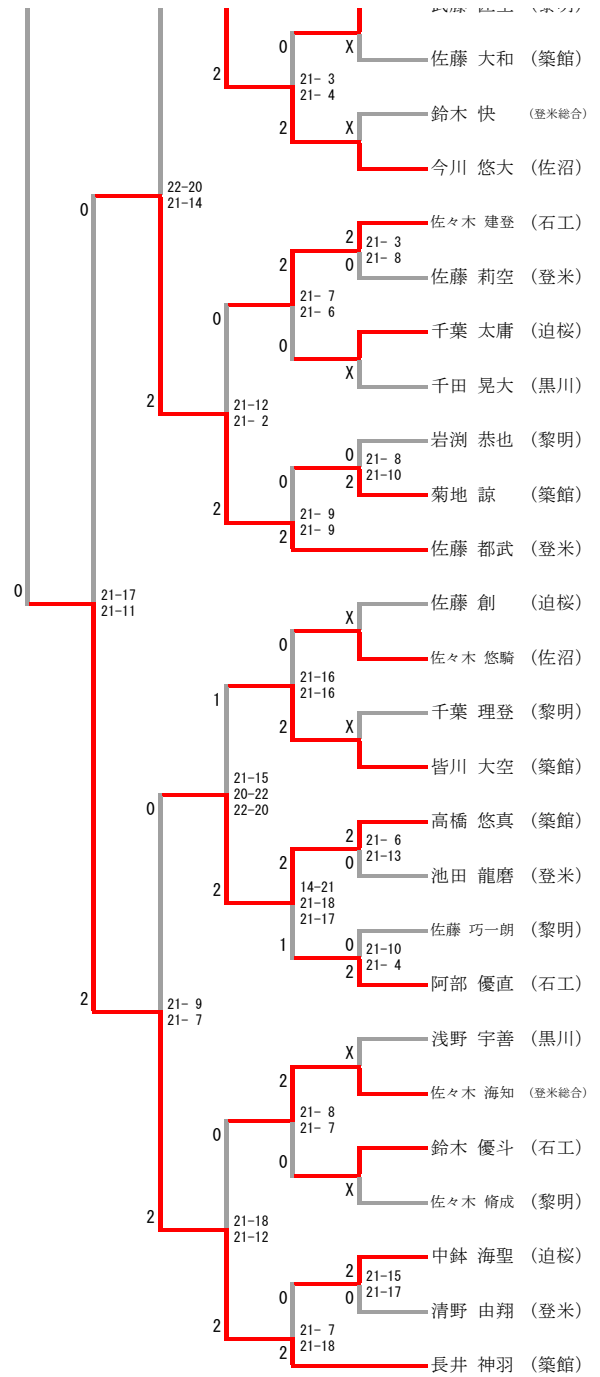 佐藤 大和 (築館)
0
X
2
21- 3
21- 4
鈴木 快 (登米総合)
2
X
今川 悠大 (佐沼)
22-20
21-14
0
佐々木 建登 (石工)
2
21- 3
21- 8
2
0
佐藤 莉空 (登米)
21- 7
21- 6
0
千葉 太庸 (迫桜)
0
X
千田 晃大 (黒川)
2
21-12
21- 2
岩渕 恭也 (黎明)
0
21- 8
21-10
0
2
菊地 諒 (築館)
2
21- 9
21- 9
2
佐藤 都武 (登米)
0
21-17
21-11
佐藤 創 (迫桜)
X
0
佐々木 悠騎 (佐沼)
21-16
21-16
1
千葉 理登 (黎明)
2
X
皆川 大空 (築館)
21-15
20-22
22-20
0
高橋 悠真 (築館)
2
21- 6
21-13
2
0
池田 龍磨 (登米)
2
14-21
21-18
21-17
佐藤 巧一朗 (黎明)
1
0
21-10
21- 4
2
阿部 優直 (石工)
2
21- 9
21- 7
浅野 宇善 (黒川)
X
2
佐々木 海知 (登米総合)
21- 8
21- 7
0
鈴木 優斗 (石工)
0
X
佐々木 脩成 (黎明)
2
21-18
21-12
中鉢 海聖 (迫桜)
2
21-15
21-17
0
0
清野 由翔 (登米)
2
21- 7
21-18
2
長井 神羽 (築館)